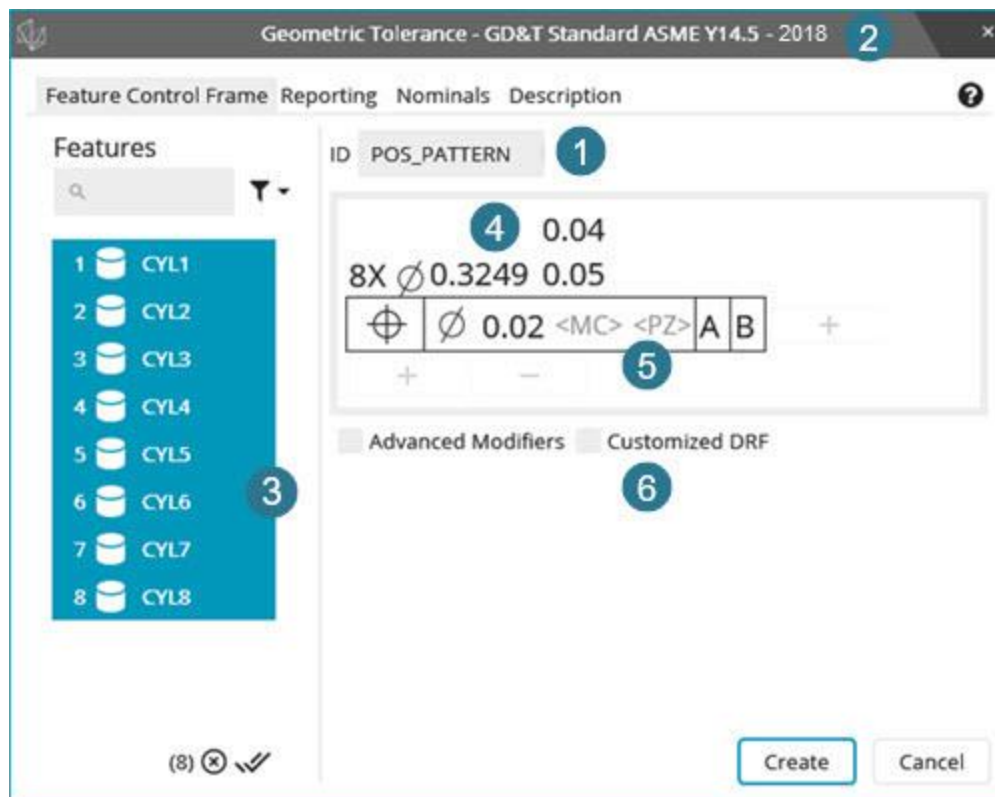 Geometric Tolerance - GD&T Standard ASME Y14.5 - 2018 2 ×
Feature Control Frame Reporting Nominals Description ?
Features
ID POS_PATTERN 1
4 0.04
8X ∅ 0.3249 0.05
⌖ ∅ 0.02 <MC> <PZ> A B +
+ − 5
Advanced Modifiers Customized DRF
6
1 CYL1
2 CYL2
3 CYL3
4 CYL4
5 CYL5
6 CYL6
3
7 CYL7
8 CYL8
(8)
Create Cancel